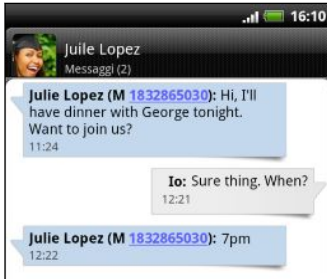 16:10
Juile Lopez
Messaggi (2)
Julie Lopez (M 1832865030): Hi, I'll
have dinner with George tonight.
Want to join us?
11:24
Io: Sure thing. When?
12:21
Julie Lopez (M 1832865030): 7pm
12:22